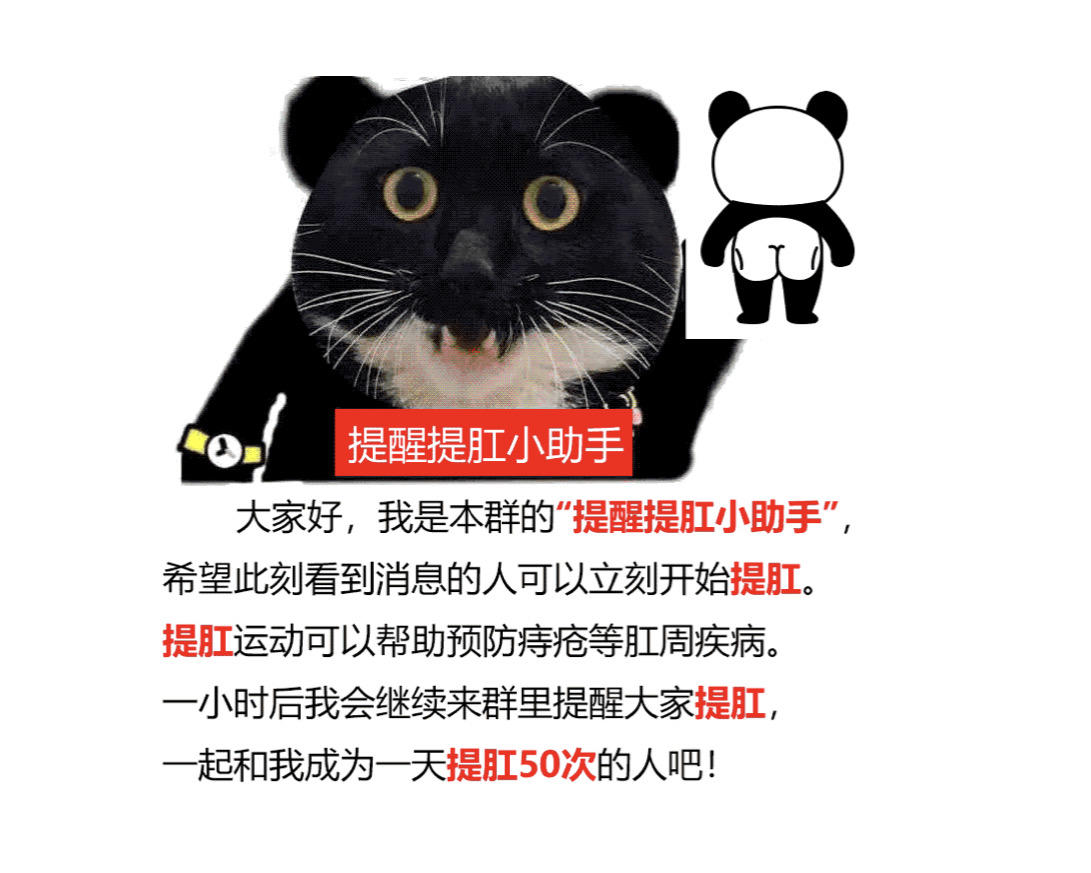 提醒提肛小助手
大家好，我是本群的“提醒提肛小助手”，
希望此刻看到消息的人可以立刻开始提肛。
提肛运动可以帮助预防痔疮等肛周疾病。
一小时后我会继续来群里提醒大家提肛，
一起和我成为一天提肛50次的人吧！